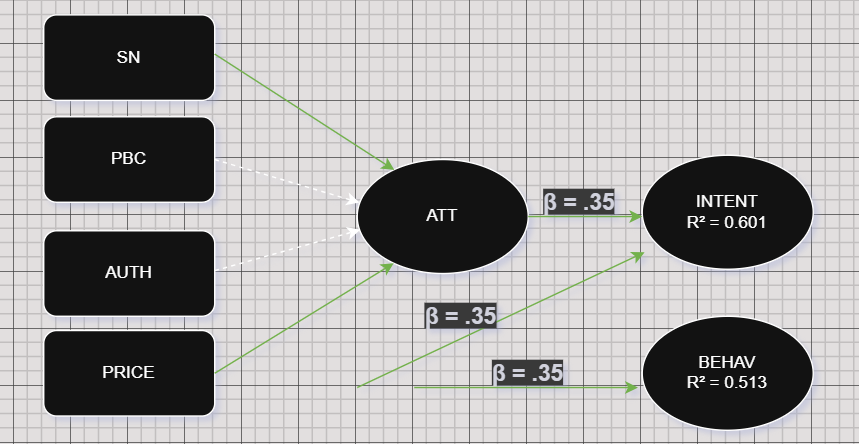 SN
PBC
AUTH
PRICE
ATT
β = .35
INTENT
R² = 0.601
β = .35
β = .35
BEHAV
R² = 0.513